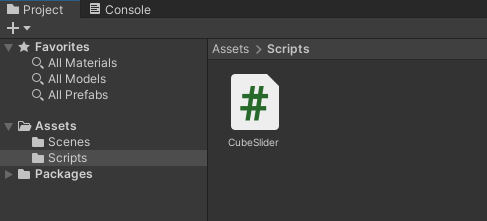 Project Console
Favorites
All Materials
All Models
All Prefabs
Assets
Scenes
Scripts
Packages
Assets > Scripts
#
CubeSlider